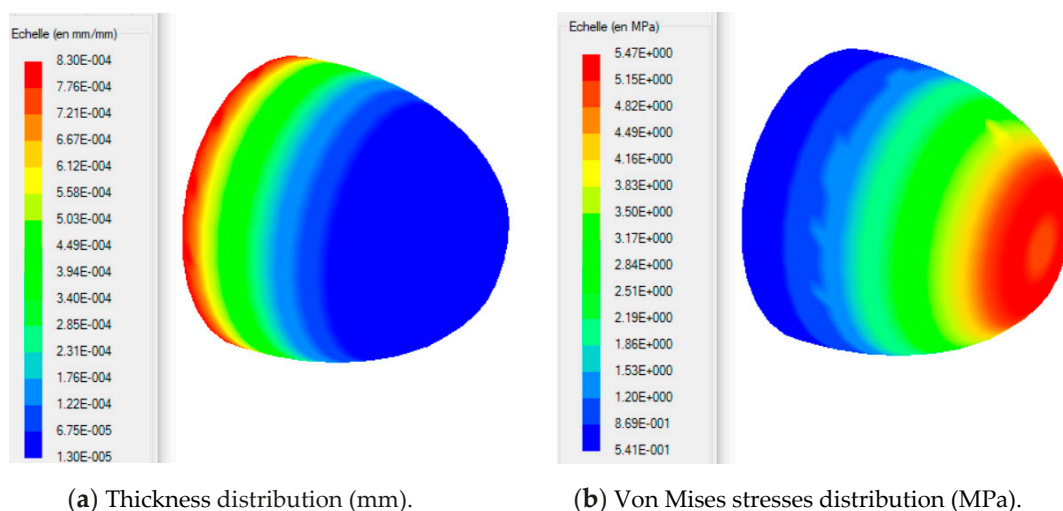 Echelle (en mm/mm)
8.30E-004
7.76E-004
7.21E-004
6.67E-004
6.12E-004
5.58E-004
5.03E-004
4.49E-004
3.94E-004
3.40E-004
2.85E-004
2.31E-004
1.76E-004
1.22E-004
6.75E-005
1.30E-005
Echelle (en MPa)
5.47E+000
5.15E+000
4.82E+000
4.49E+000
4.16E+000
3.83E+000
3.50E+000
3.17E+000
2.84E+000
2.51E+000
2.19E+000
1.86E+000
1.53E+000
1.20E+000
8.69E-001
5.41E-001
(a) Thickness distribution (mm).
(b) Von Mises stresses distribution (MPa).